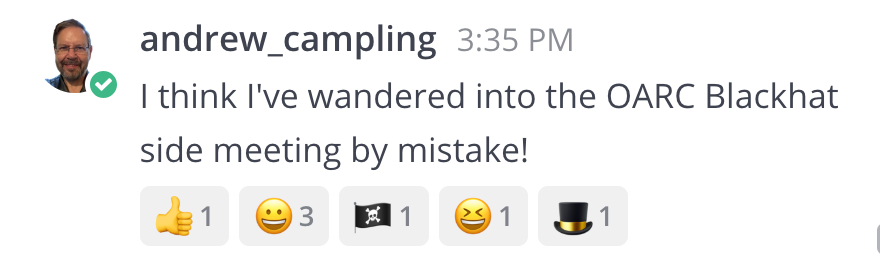 andrew_campling 3:35 PM
I think I've wandered into the OARC Blackhat
side meeting by mistake!
👍 1 😀 3 🏴‍☠️ 1 😆 1 🎩 1